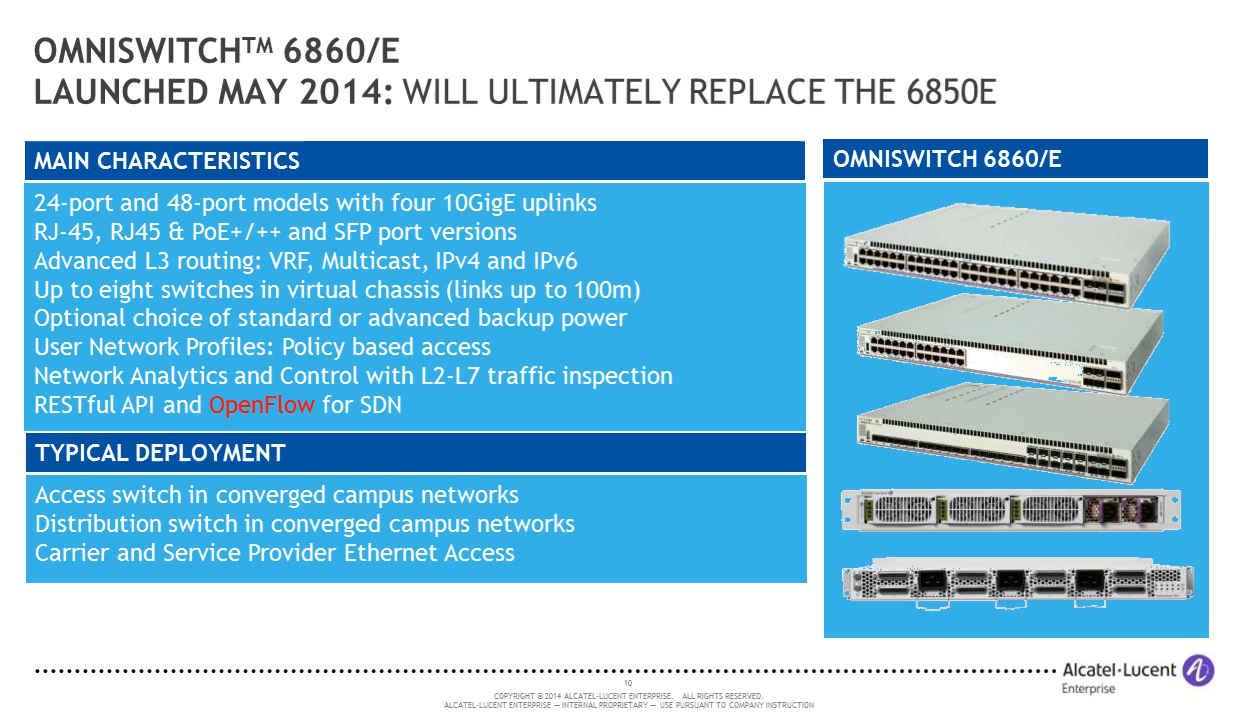 OMNISWITCH™ 6860/E
LAUNCHED MAY 2014: WILL ULTIMATELY REPLACE THE 6850E
MAIN CHARACTERISTICS
24-port and 48-port models with four 10GigE uplinks
RJ-45, RJ45 & PoE+/++ and SFP port versions
Advanced L3 routing: VRF, Multicast, IPv4 and IPv6
Up to eight switches in virtual chassis (links up to 100m)
Optional choice of standard or advanced backup power
User Network Profiles: Policy based access
Network Analytics and Control with L2-L7 traffic inspection
RESTful API and OpenFlow for SDN
TYPICAL DEPLOYMENT
Access switch in converged campus networks
Distribution switch in converged campus networks
Carrier and Service Provider Ethernet Access
OMNISWITCH 6860/E
Alcatel·Lucent
Enterprise
10
COPYRIGHT © 2014 ALCATEL-LUCENT ENTERPRISE. ALL RIGHTS RESERVED.
ALCATEL-LUCENT ENTERPRISE — INTERNAL PROPRIETARY — USE PURSUANT TO COMPANY INSTRUCTION